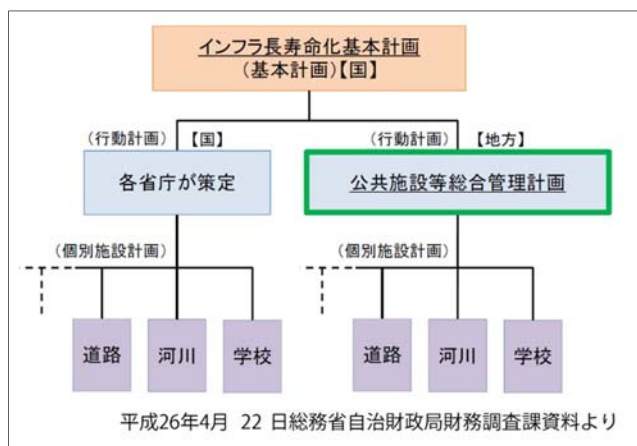 インフラ長寿命化基本計画
(基本計画)【国】
(行動計画) 【国】
(行動計画) 【地方】
各省庁が策定
公共施設等総合管理計画
(個別施設計画)
(個別施設計画)
道路
河川
学校
道路
河川
学校
平成26年4月 22 日総務省自治財政局財務調査課資料より